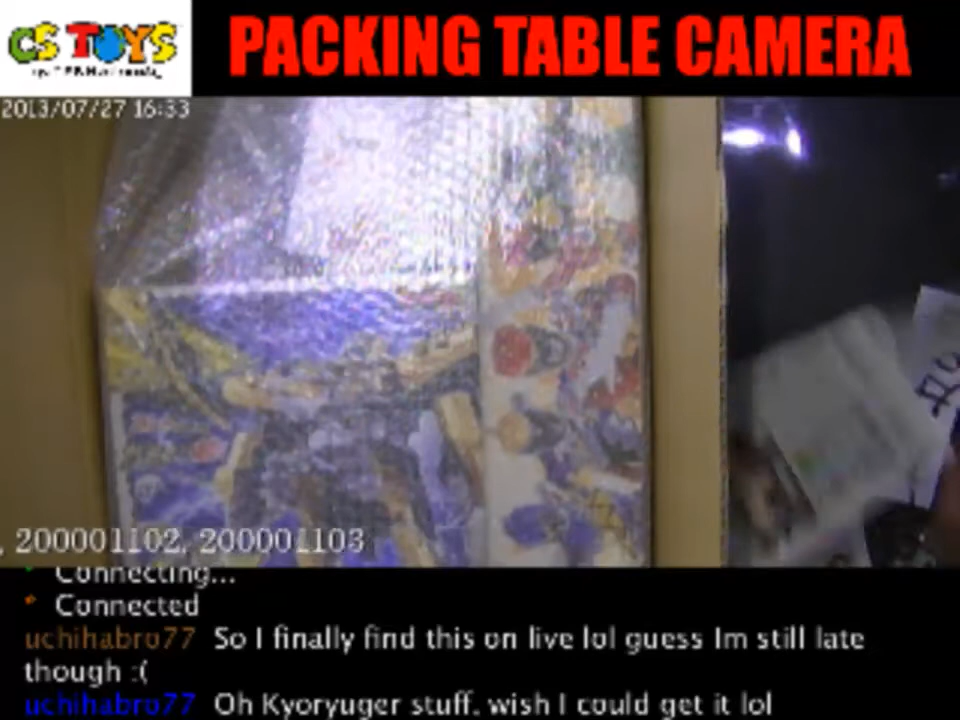 CS TOYS
PACKING TABLE CAMERA
2013/07/27 16:33
, 200001102, 200001103
Connecting...
Connected
uchihabro77 So I finally find this on live lol guess Im still late
though :(
uchihabro77 Oh Kyoryuger stuff. wish I could get it lol